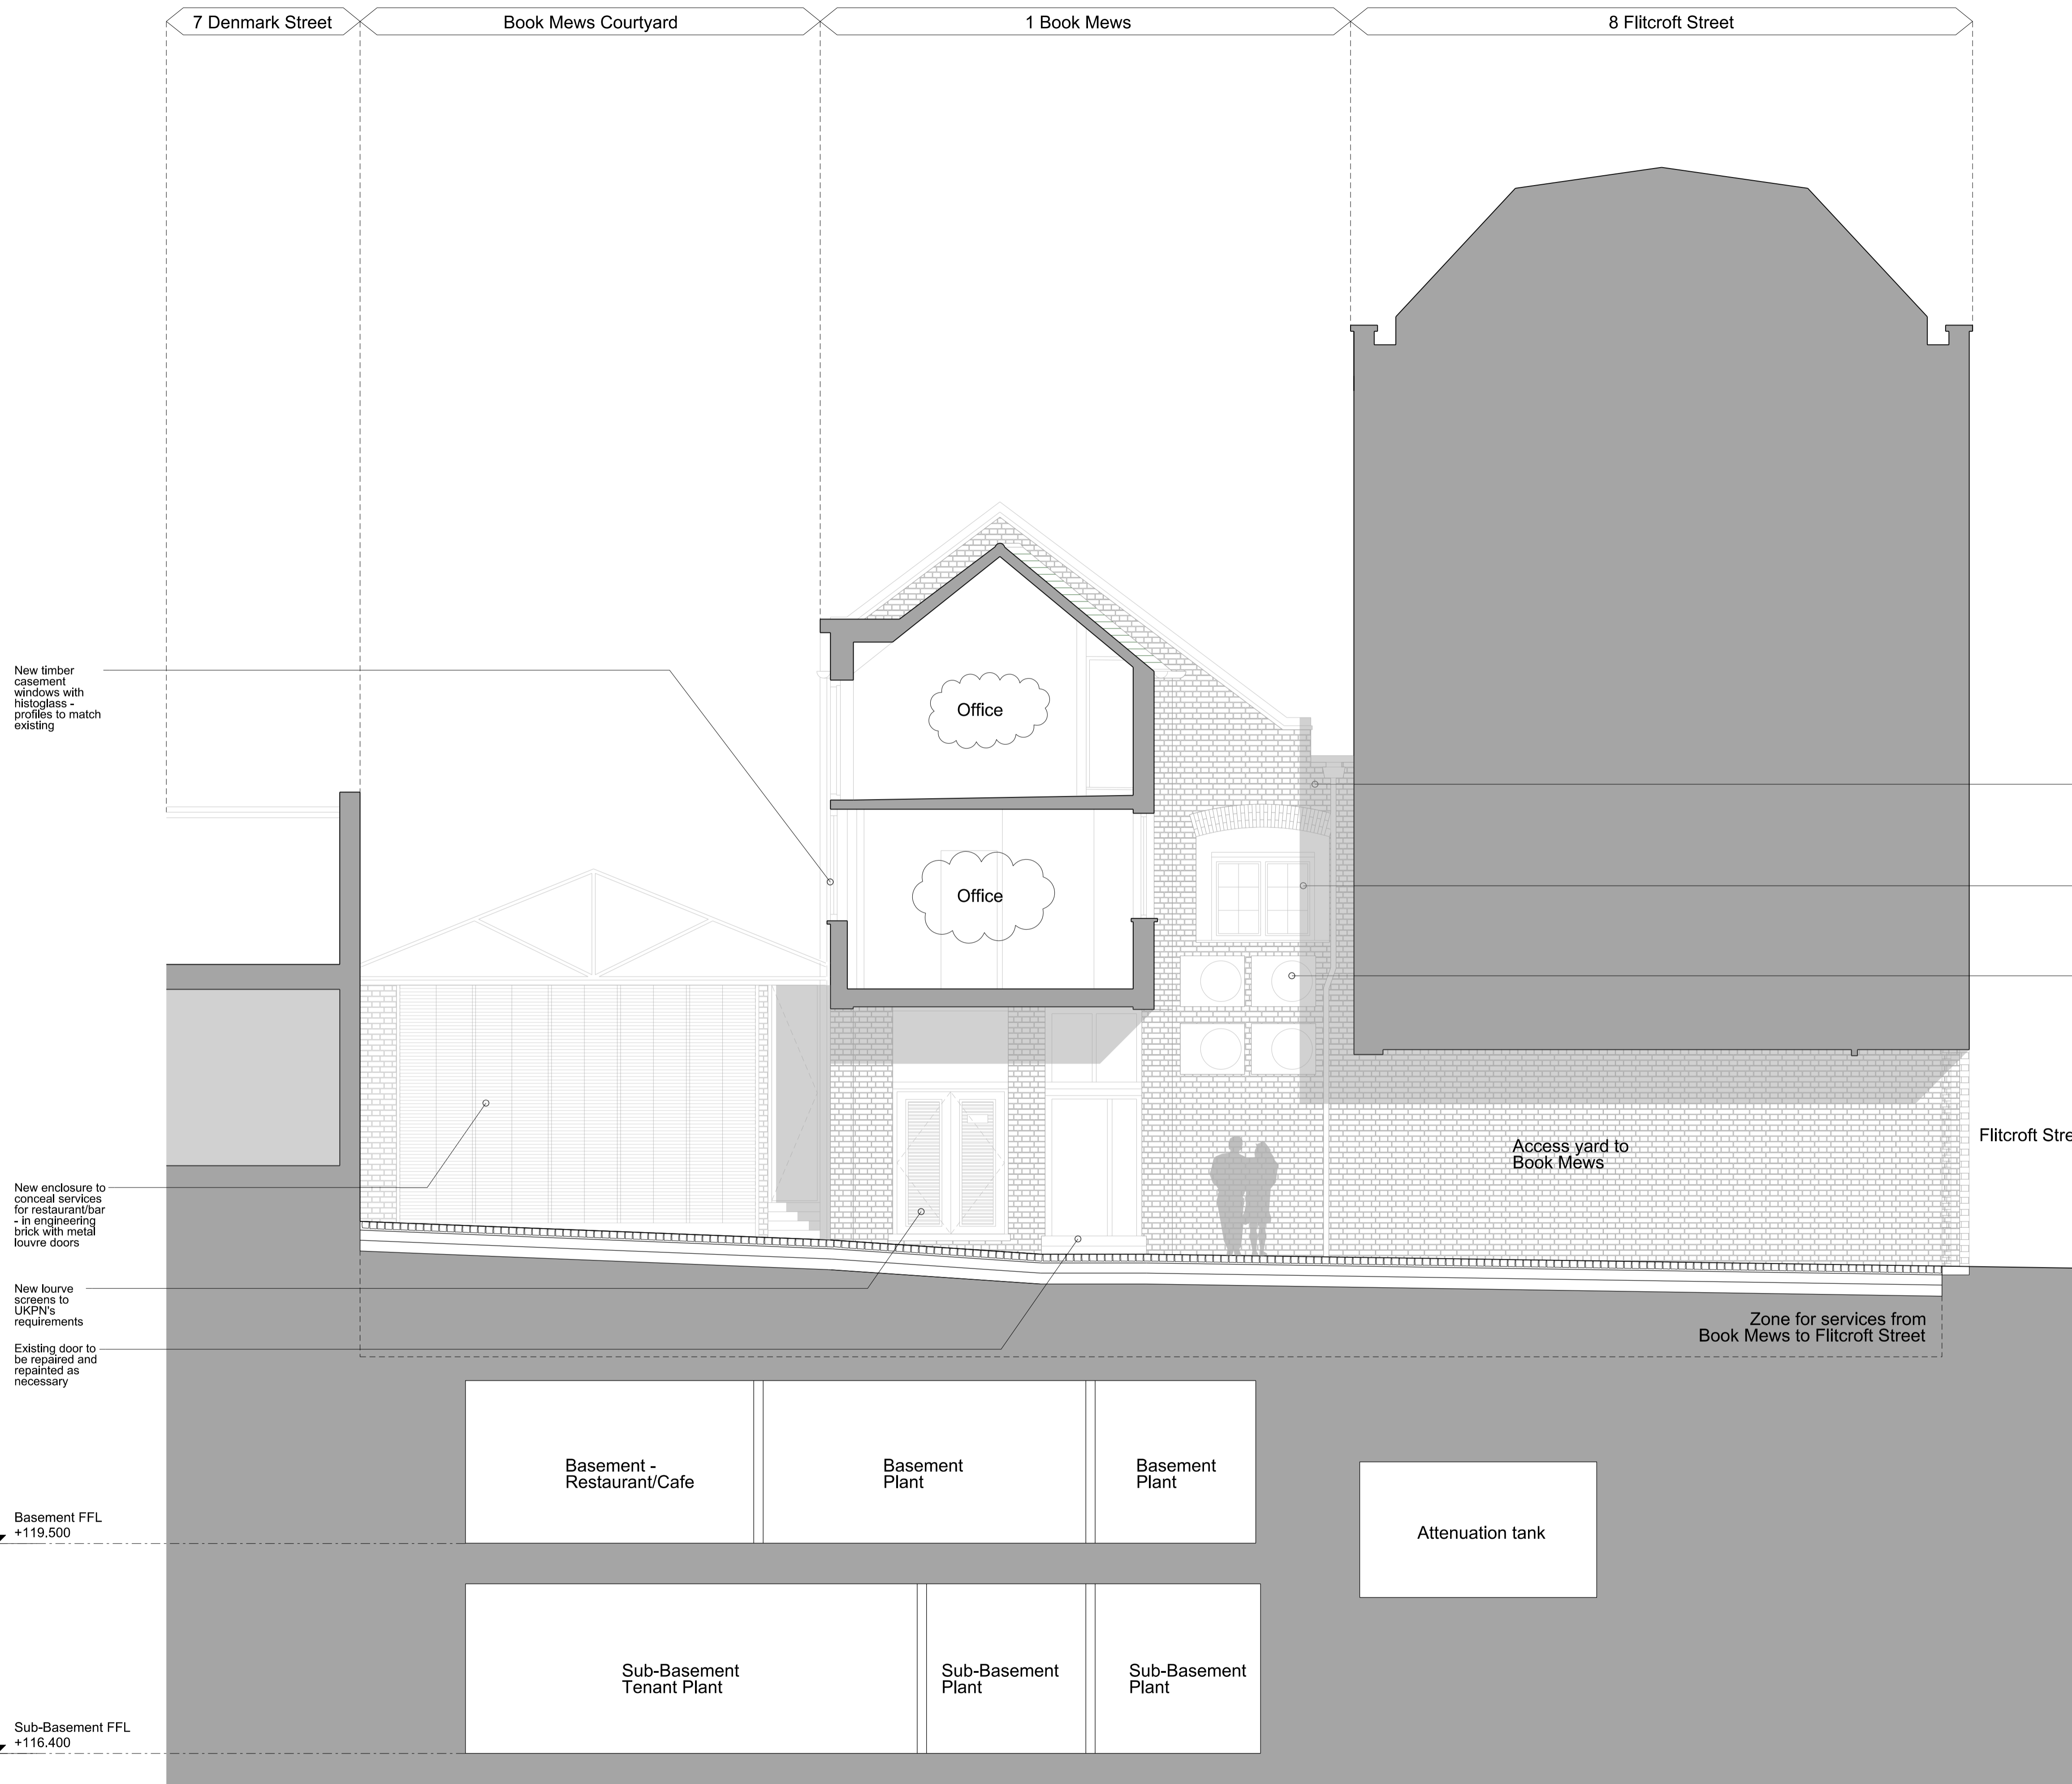 7 Denmark Street
Book Mews Courtyard
1 Book Mews
8 Flitcroft Street
New timber
casement
windows with
histoglass -
profiles to match
existing
Office
Office
Access yard to
Book Mews
Flitcroft Stre
New enclosure to
conceal services
for restaurant/bar
- in engineering
brick with metal
louvre doors
New lourve
screens to
UKPN's
requirements
Existing door to
be repaired and
repainted as
necessary
Zone for services from
Book Mews to Flitcroft Street
Basement -
Restaurant/Cafe
Basement
Plant
Basement
Plant
Attenuation tank
Basement FFL
+119.500
Sub-Basement
Tenant Plant
Sub-Basement
Plant
Sub-Basement
Plant
Sub-Basement FFL
+116.400